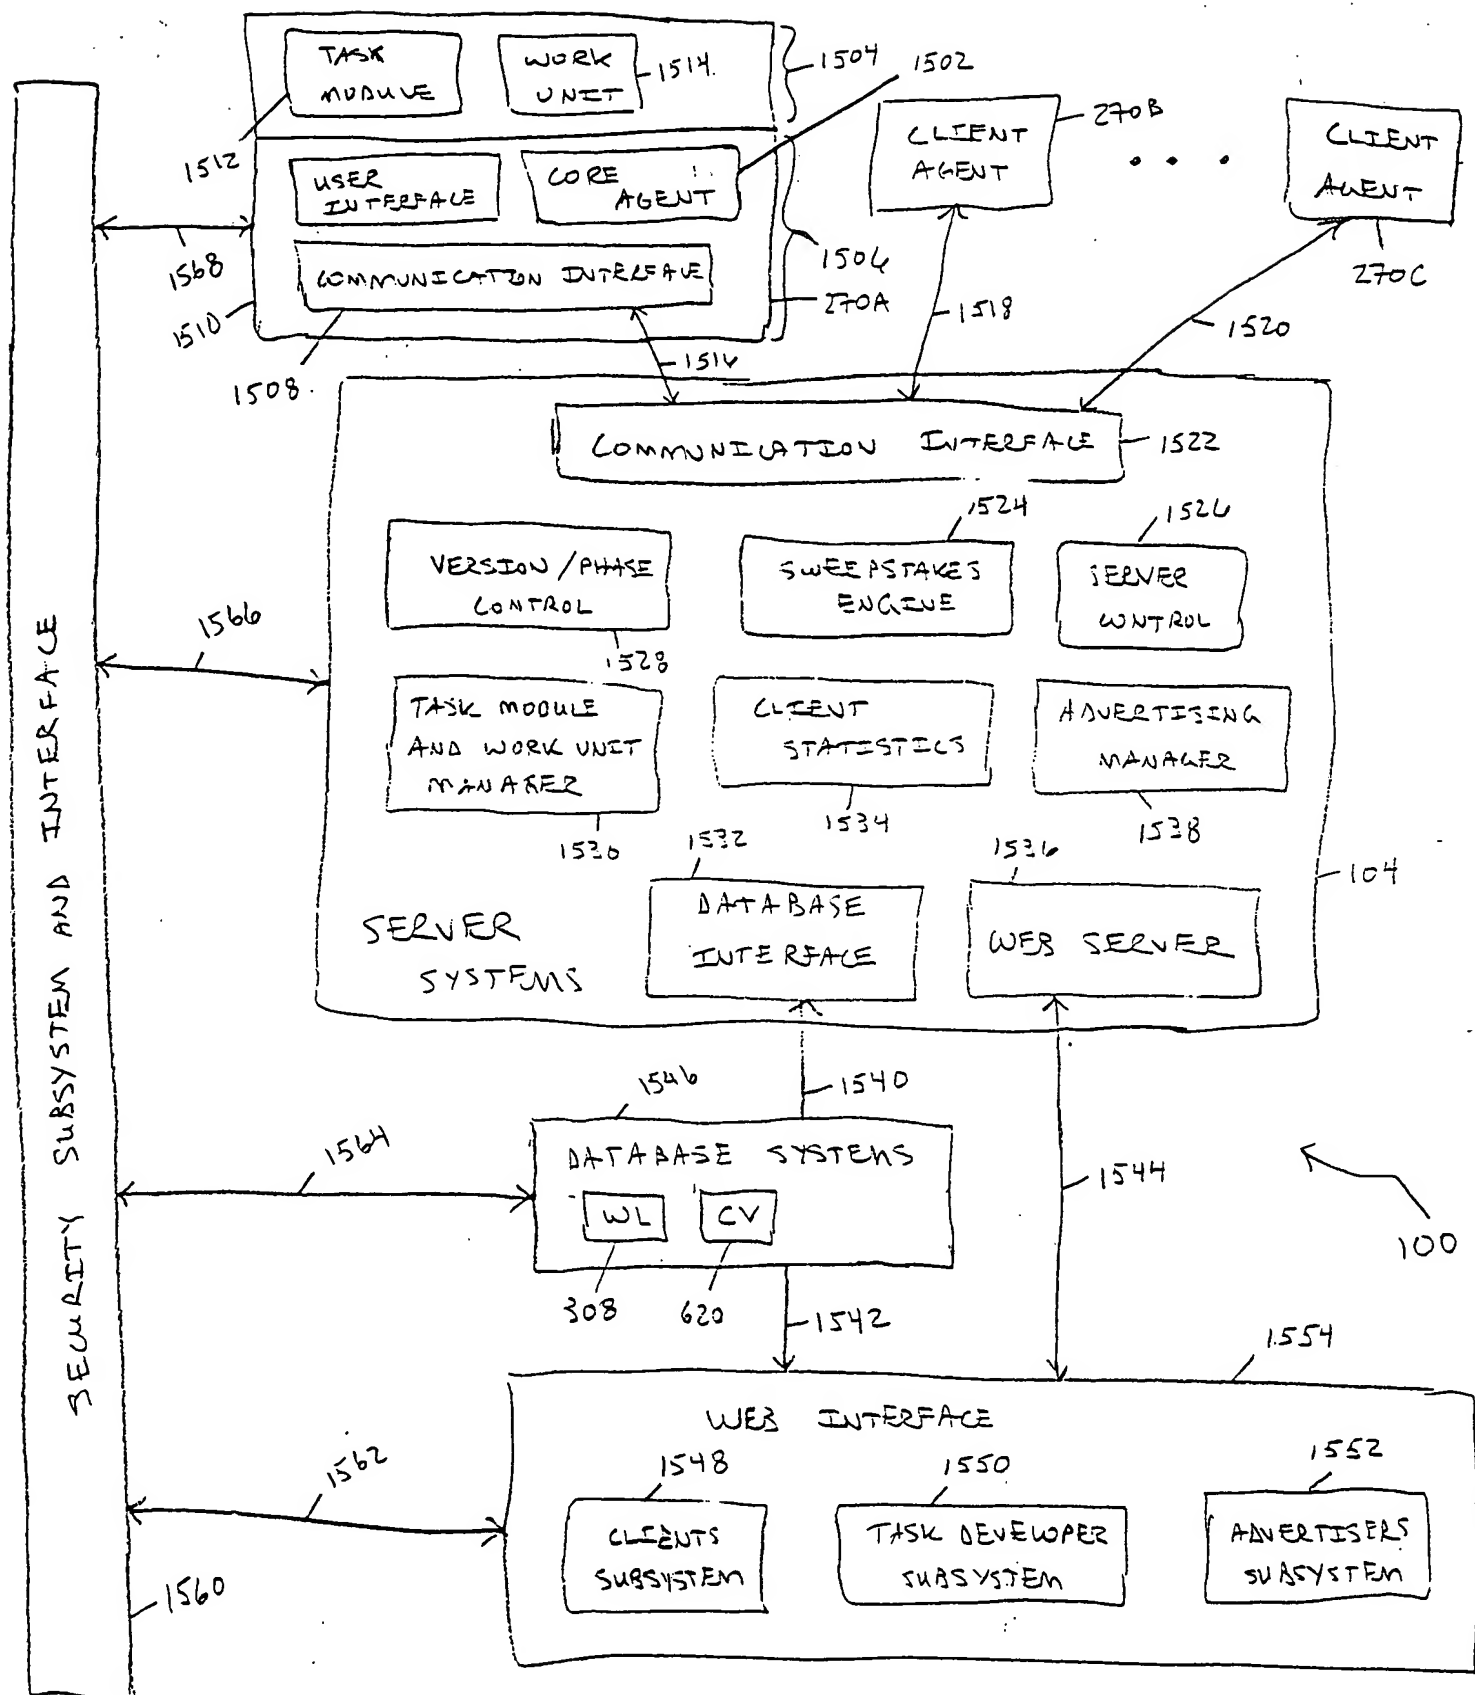 TASK
MODULE
WORK
UNIT
1514
1504
1502
1512
USER
INTERFACE
CORE
AGENT
CLIENT
AGENT
270B
CLIENT
AGENT
270C
1568
COMMUNICATION INTERFACE
1506
270A
1510
1508
1516
1518
1520
COMMUNICATION INTERFACE
1522
VERSION/PHASE
CONTROL
1528
1524
SWEEPSTAKES
ENGINE
1526
SERVER
CONTROL
1566
TASK MODULE
AND WORK UNIT
MANAGER
1530
CLIENT
STATISTICS
1534
ADVERTISING
MANAGER
1538
1532
DATABASE
INTERFACE
1536
WEB SERVER
104
SERVER
SYSTEMS
SECURITY SUBSYSTEM AND INTERFACE
1546
1540
DATABASE SYSTEMS
WL
CV
308
620
1564
1544
100
1542
1554
WEB INTERFACE
1562
1548
CLIENTS
SUBSYSTEM
1550
TASK DEVELOPER
SUBSYSTEM
1552
ADVERTISERS
SUBSYSTEM
1560